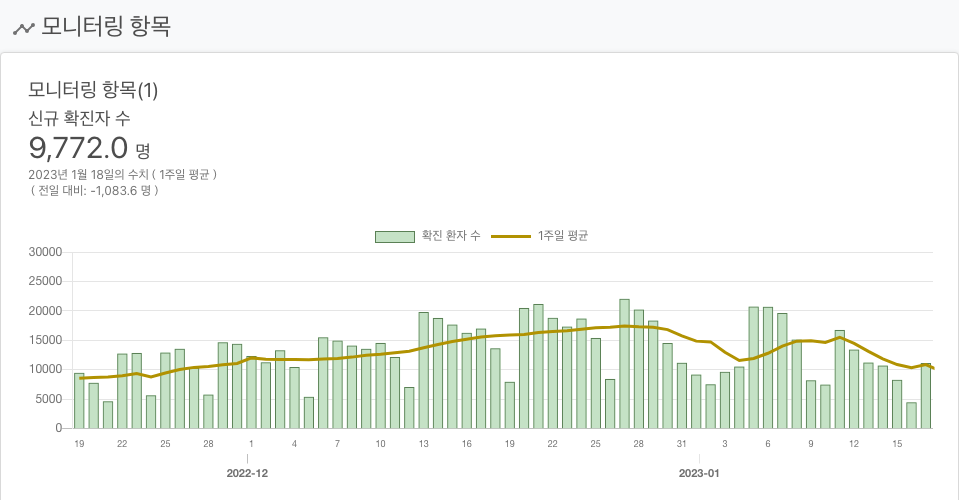 모니터링 항목
모니터링 항목(1)
신규 확진자 수
9,772.0 명
2023년 1월 18일의 수치 ( 1주일 평균 )
( 전일 대비: -1,083.6 명 )
확진 환자 수 1주일 평균
30000
25000
20000
15000
10000
5000
0
19 22 25 28 1 4 7 10 13 16 19 22 25 28 31 3 6 9 12 15
2022-12 2023-01